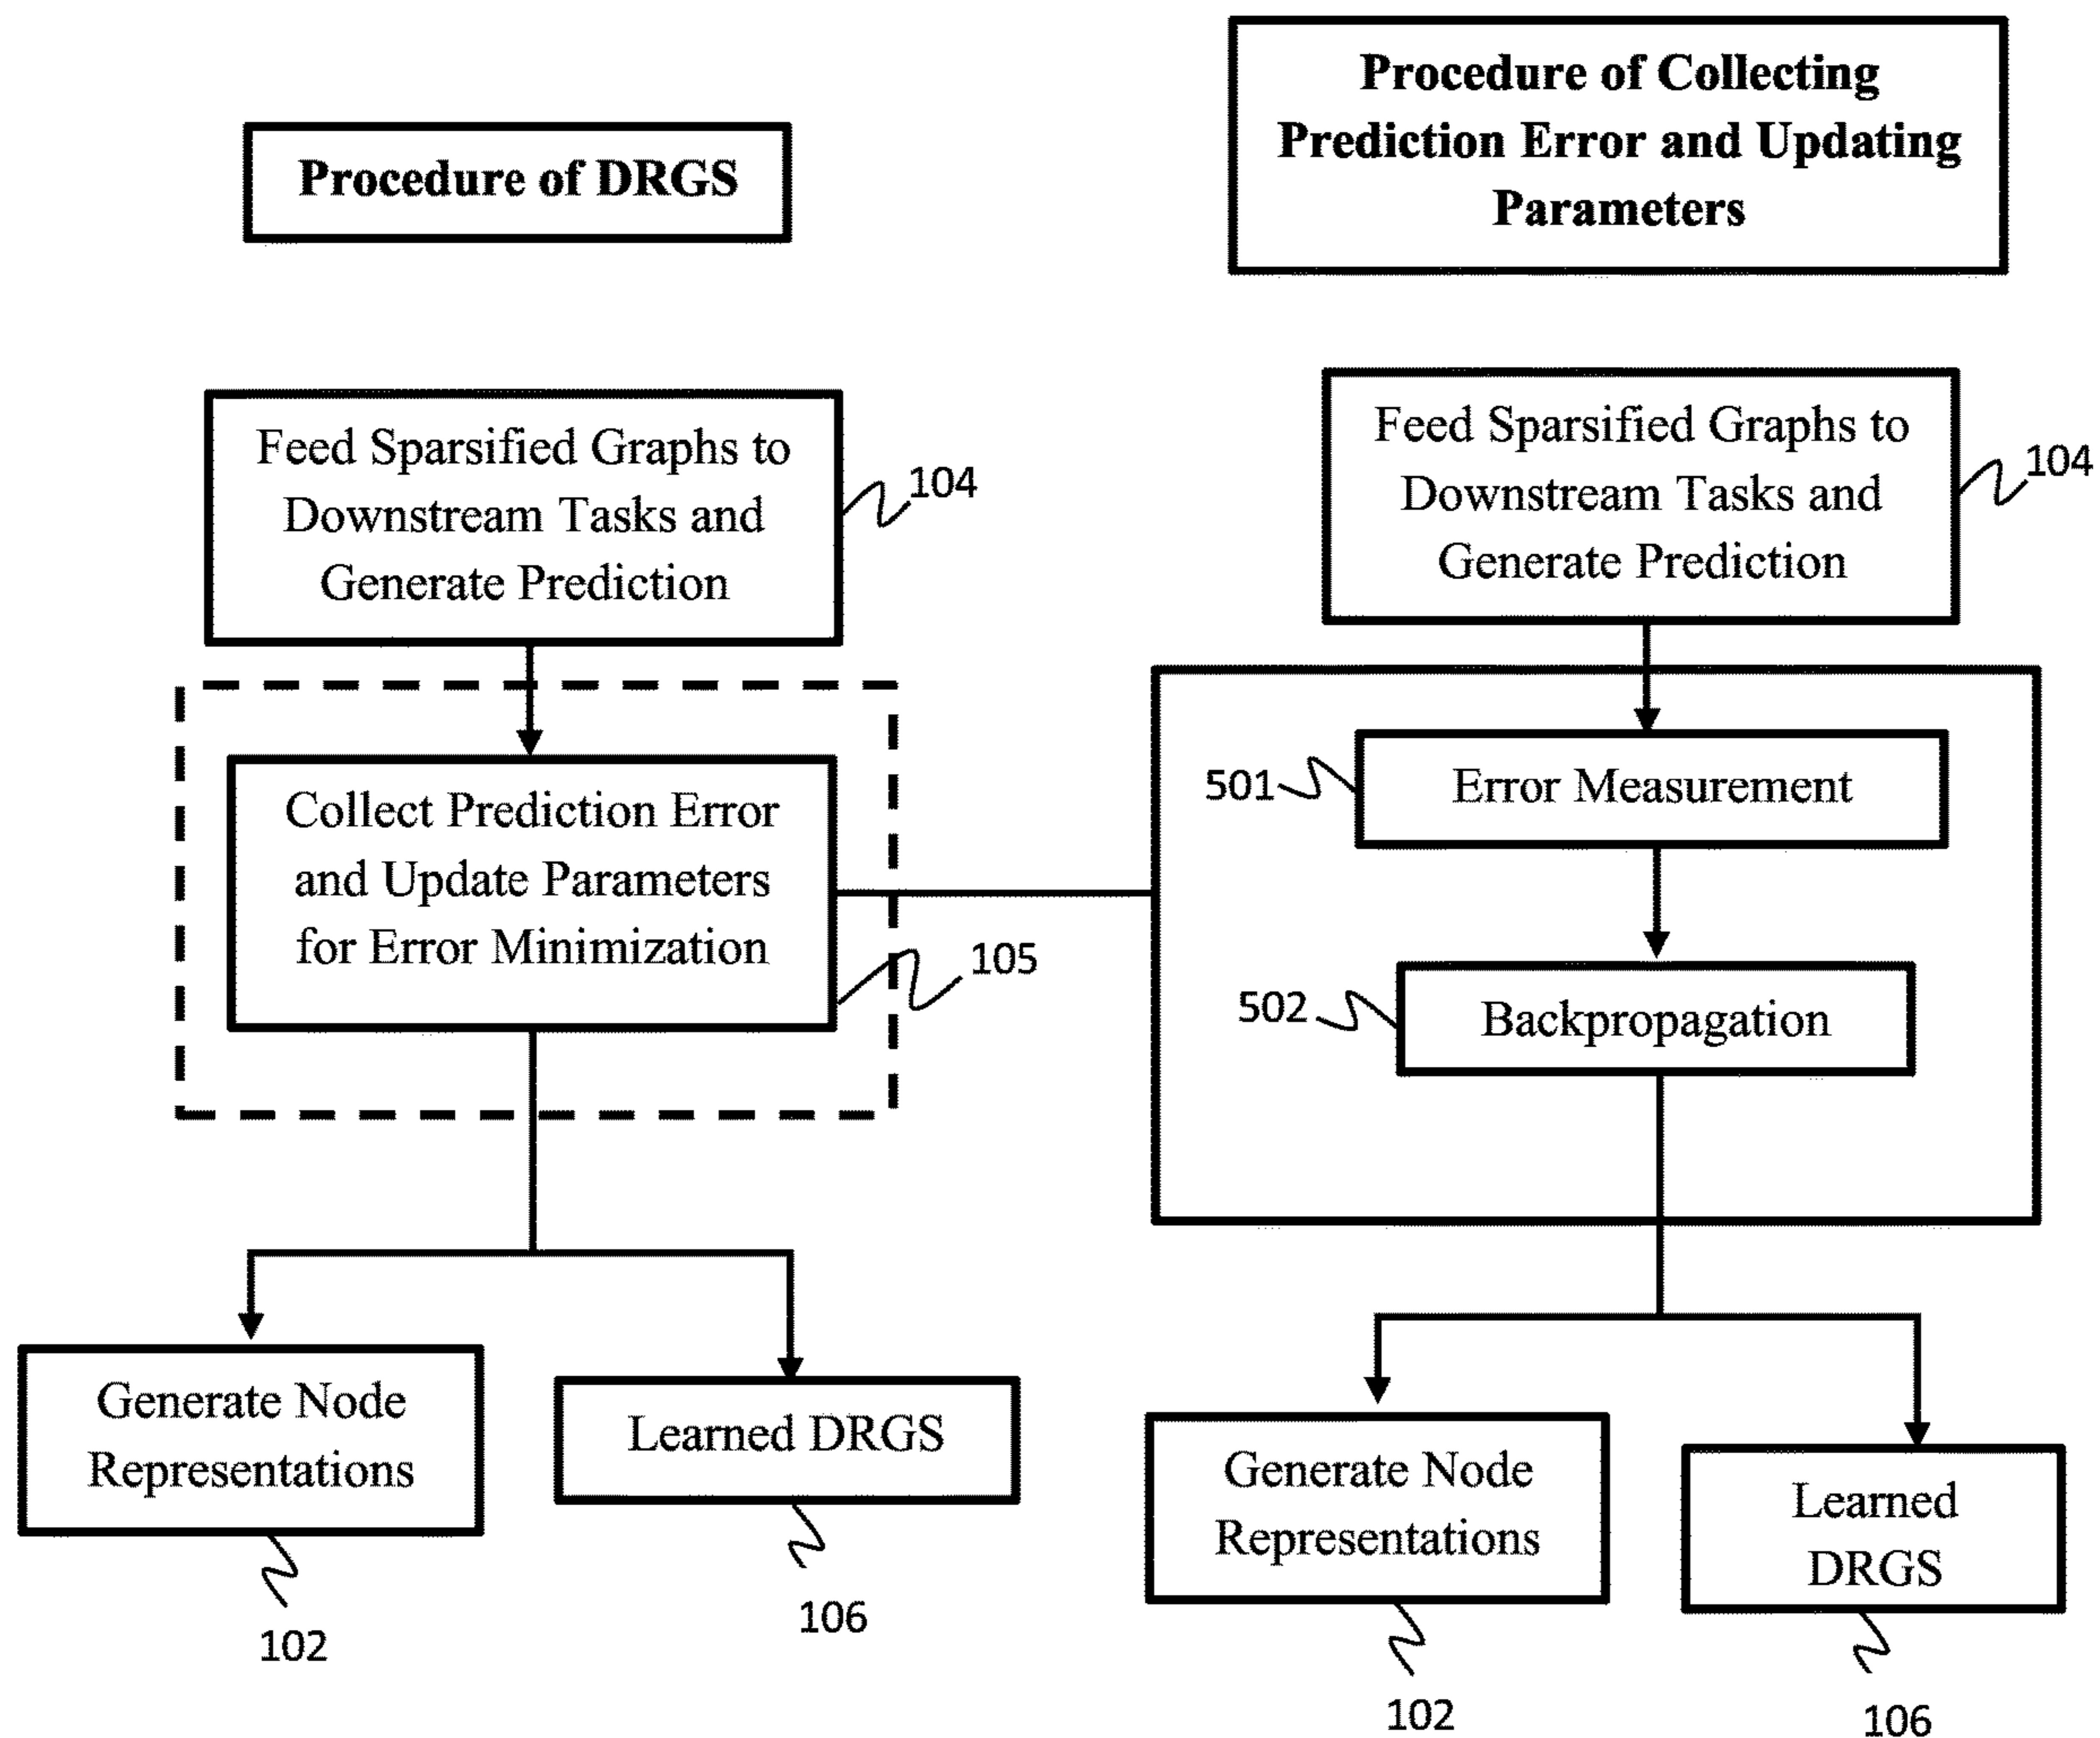 Procedure of DRGS
Feed Sparsified Graphs to
Downstream Tasks and
Generate Prediction
104
Collect Prediction Error
and Update Parameters
for Error Minimization
105
Generate Node
Representations
102
Learned DRGS
106
Procedure of Collecting
Prediction Error and Updating
Parameters
Feed Sparsified Graphs to
Downstream Tasks and
Generate Prediction
104
501
Error Measurement
502
Backpropagation
Generate Node
Representations
102
Learned
DRGS
106